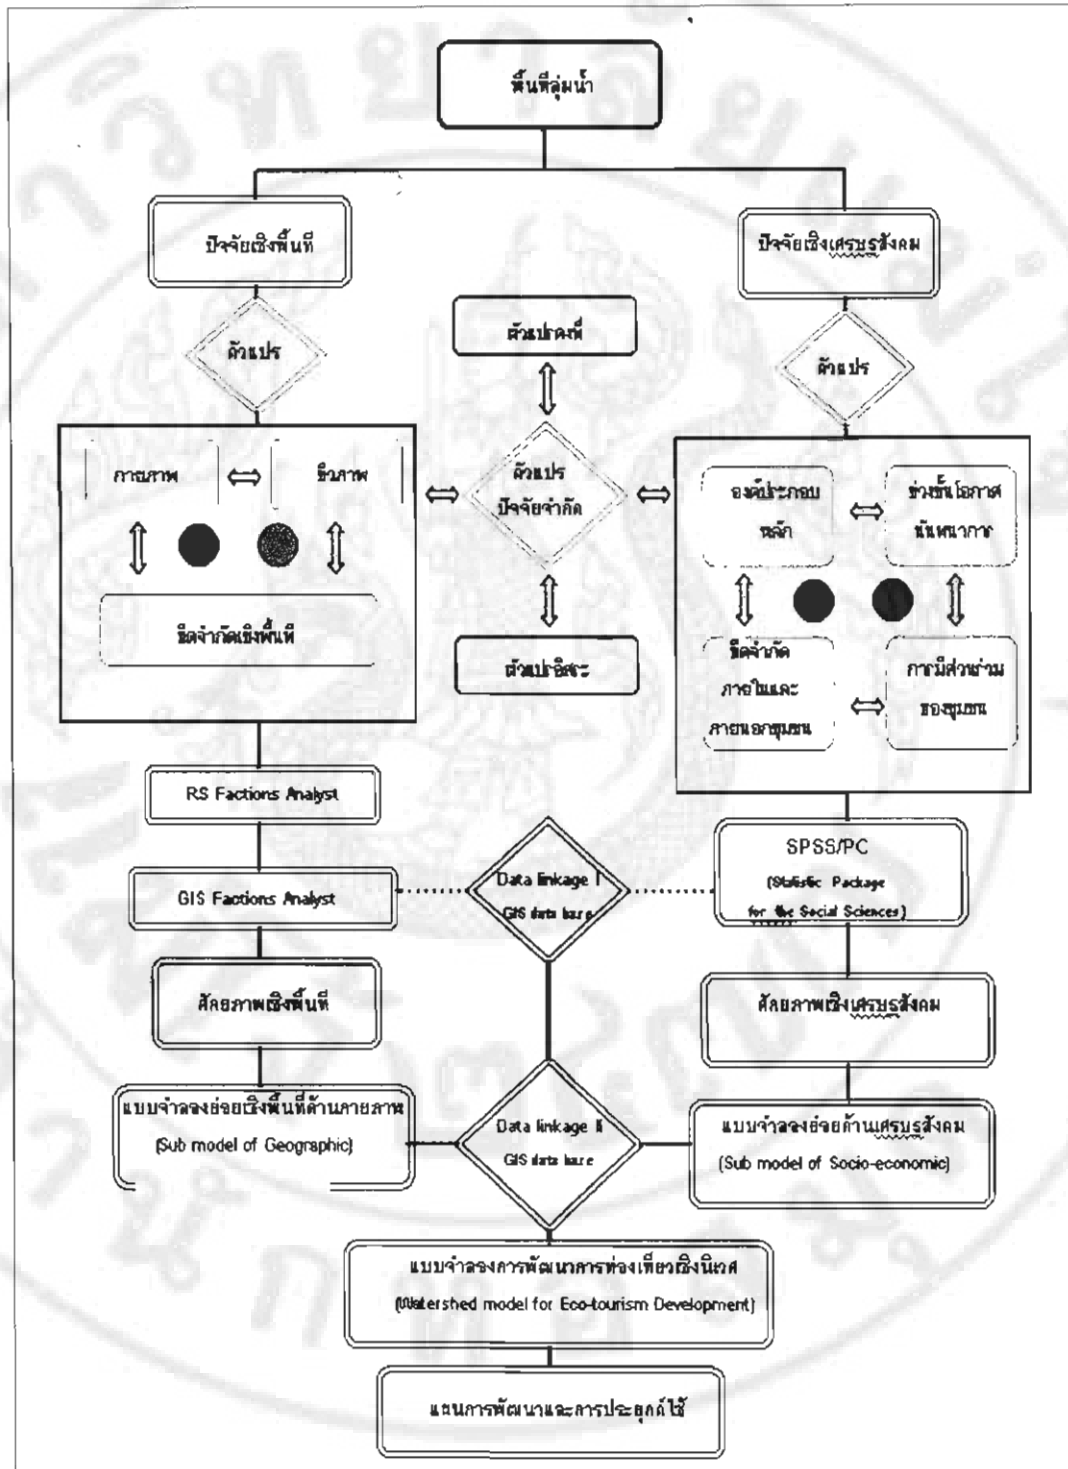 พื้นที่ลุ่มน้ำ
ปัจจัยเชิงพื้นที่
ปัจจัยเชิงเศรษฐสังคม
ตัวแปร
ตัวแปรคงที่
ตัวแปร
กายภาพ
ชีวภาพ
ตัวแปร
ปัจจัยจำกัด
องค์ประกอบ
หลัก
ช่วงชั้นโอกาส
นันทนาการ
ขีดจำกัดเชิงพื้นที่
ตัวแปรอิสระ
ขีดจำกัด
ภายในและ
ภายนอกชุมชน
การมีส่วนร่วม
ของชุมชน
RS Factions Analyst
GIS Factions Analyst
Data linkage I
GIS data base
SPSS/PC
(Statistic Package
for the Social Sciences)
ศักยภาพเชิงพื้นที่
ศักยภาพเชิงเศรษฐสังคม
แบบจำลองย่อยเชิงพื้นที่ด้านกายภาพ
(Sub model of Geographic)
Data linkage II
GIS data base
แบบจำลองย่อยด้านเศรษฐสังคม
(Sub model of Socio-economic)
แบบจำลองการพัฒนาการท่องเที่ยวเชิงนิเวศ
(Watershed model for Eco-tourism Development)
แผนการพัฒนาและการประยุกต์ใช้